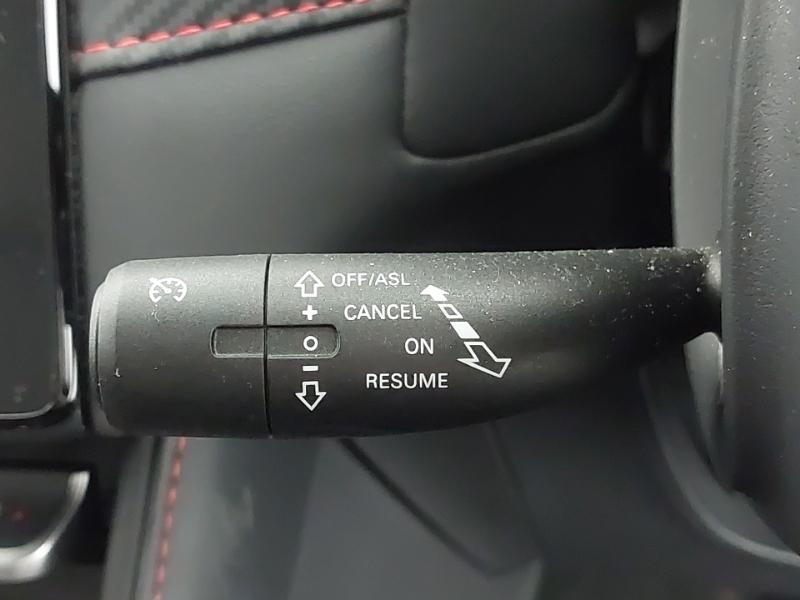 OFF/ASL
+ CANCEL
O ON
- RESUME